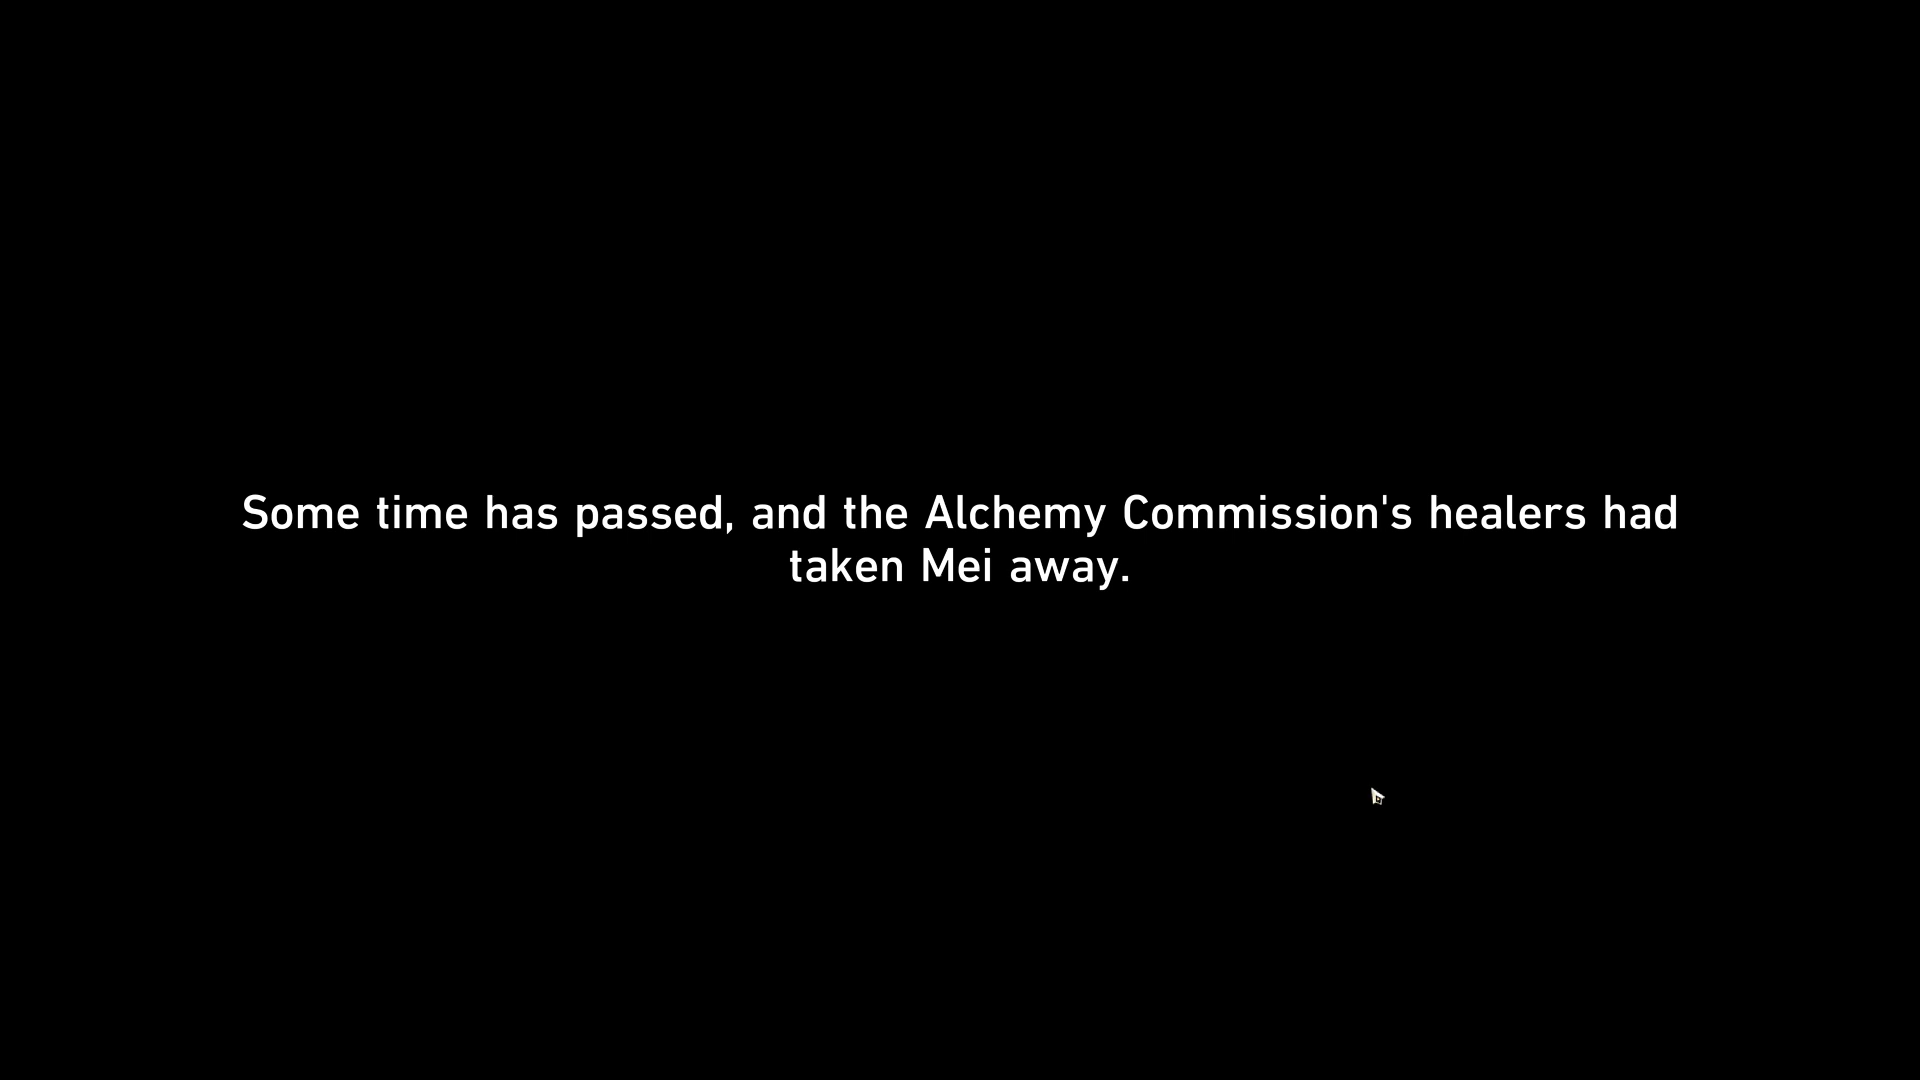 Some time has passed, and the Alchemy Commission's healers had
taken Mei away.